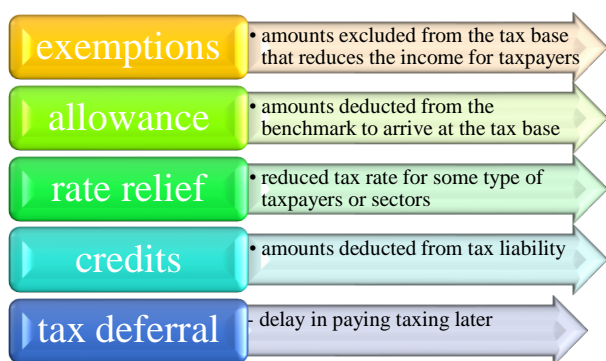 exemptions
• amounts excluded from the tax base
that reduces the income for taxpayers
allowance
• amounts deducted from the
benchmark to arrive at the tax base
rate relief
• reduced tax rate for some type of
taxpayers or sectors
credits
• amounts deducted from tax liability
tax deferral
- delay in paying taxing later